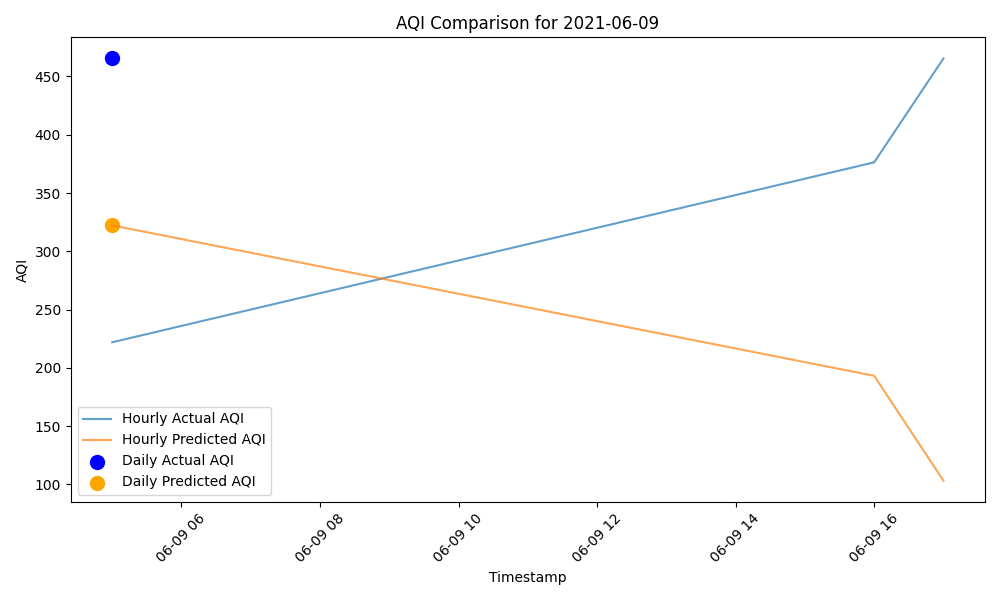 AQI Comparison for 2021-06-09
AQI
450
400
350
300
250
200
150
100
Hourly Actual AQI
Hourly Predicted AQI
Daily Actual AQI
Daily Predicted AQI
06-09 06
06-09 08
06-09 10
06-09 12
06-09 14
06-09 16
Timestamp